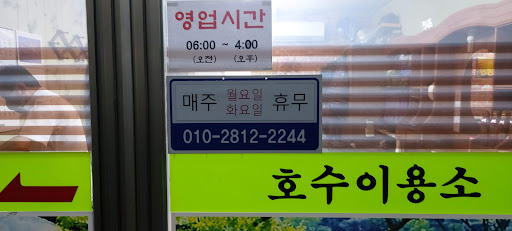 영업시간
06:00 ~ 4:00
(오전) (오후)
매주 월요일 화요일 휴무
010-2812-2244
호수이용소